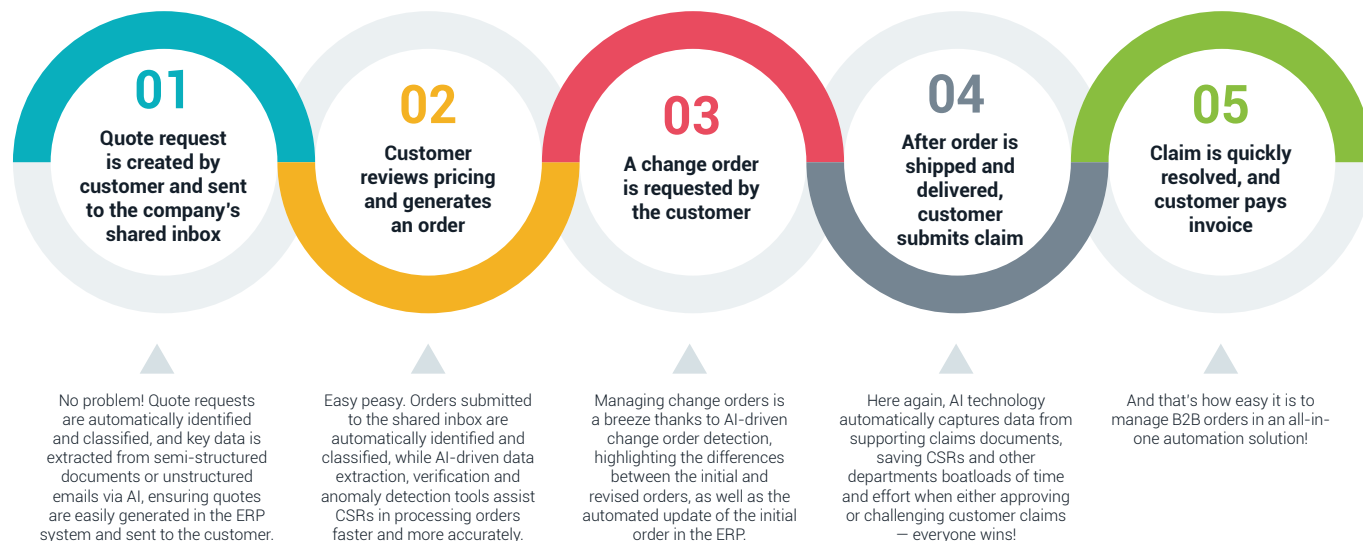 01
Quote request
is created by
customer and sent
to the company's
shared inbox
No problem! Quote requests
are automatically identified
and classified, and key data is
extracted from semi-structured
documents or unstructured
emails via AI, ensuring quotes
are easily generated in the ERP
system and sent to the customer.
02
Customer
reviews pricing
and generates
an order
Easy peasy. Orders submitted
to the shared inbox are
automatically identified and
classified, while AI-driven data
extraction, verification and
anomaly detection tools assist
CSRs in processing orders
faster and more accurately.
03
A change order
is requested by
the customer
Managing change orders is
a breeze thanks to AI-driven
change order detection,
highlighting the differences
between the initial and
revised orders, as well as the
automated update of the initial
order in the ERP.
04
After order is
shipped and
delivered,
customer
submits claim
Here again, AI technology
automatically captures data from
supporting claims documents,
saving CSRs and other
departments boatloads of time
and effort when either approving
or challenging customer claims
— everyone wins!
05
Claim is quickly
resolved, and
customer pays
invoice
And that's how easy it is to
manage B2B orders in an all-in-
one automation solution!